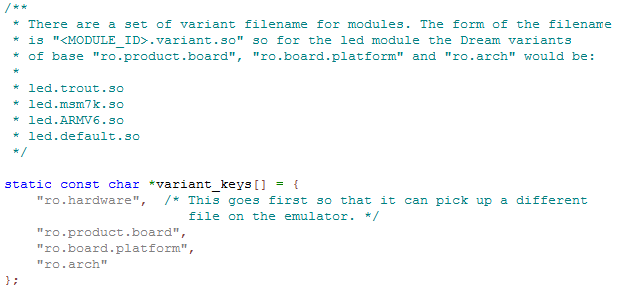 /**
 * There are a set of variant filename for modules. The form of the filename
 * is "<MODULE_ID>.variant.so" so for the led module the Dream variants
 * of base "ro.product.board", "ro.board.platform" and "ro.arch" would be:
 *
 * led.trout.so
 * led.msm7k.so
 * led.ARMV6.so
 * led.default.so
 */
static const char *variant_keys[] = {
    "ro.hardware",  /* This goes first so that it can pick up a different
                       file on the emulator. */
    "ro.product.board",
    "ro.board.platform",
    "ro.arch"
};